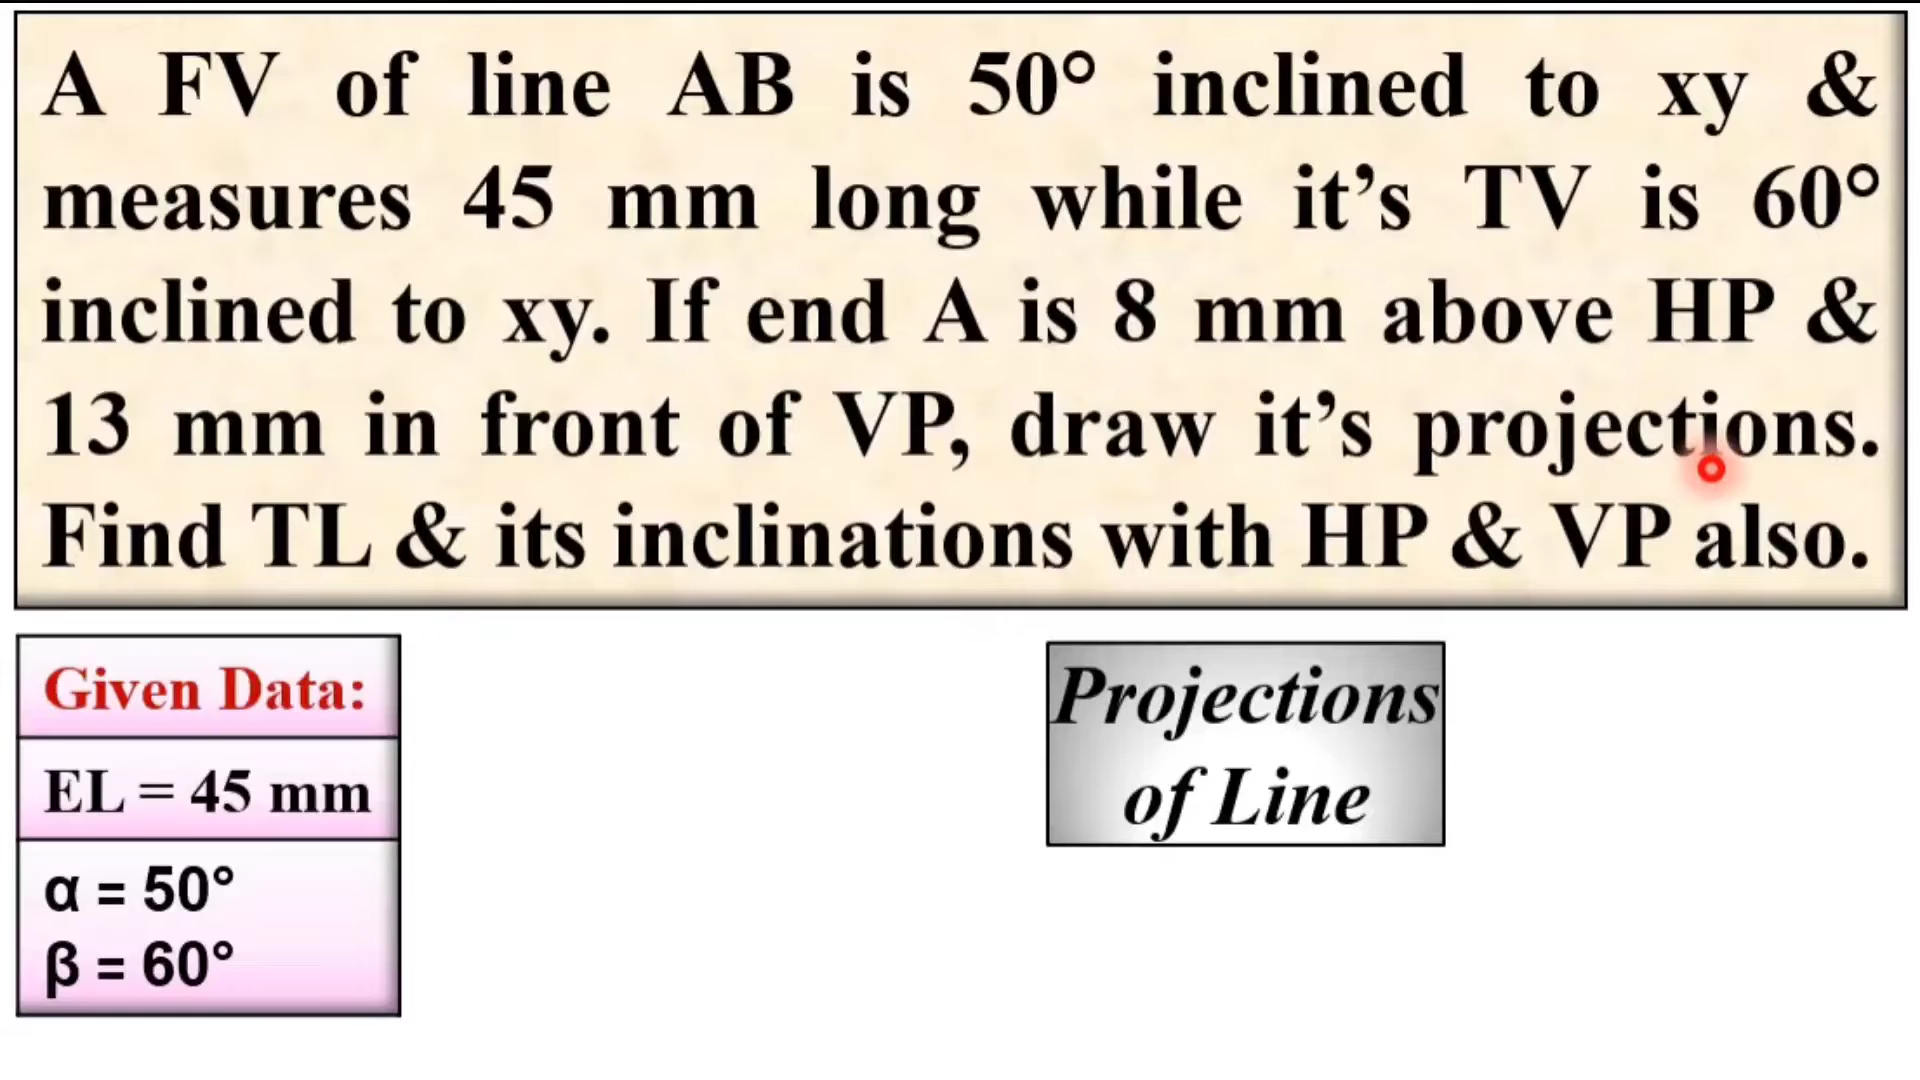 A FV of line AB is 50° inclined to xy &
measures 45 mm long while it’s TV is 60°
inclined to xy. If end A is 8 mm above HP &
13 mm in front of VP, draw it’s projections.
Find TL & its inclinations with HP & VP also.
Given Data:
EL = 45 mm
α = 50°
β = 60°
Projections
of Line